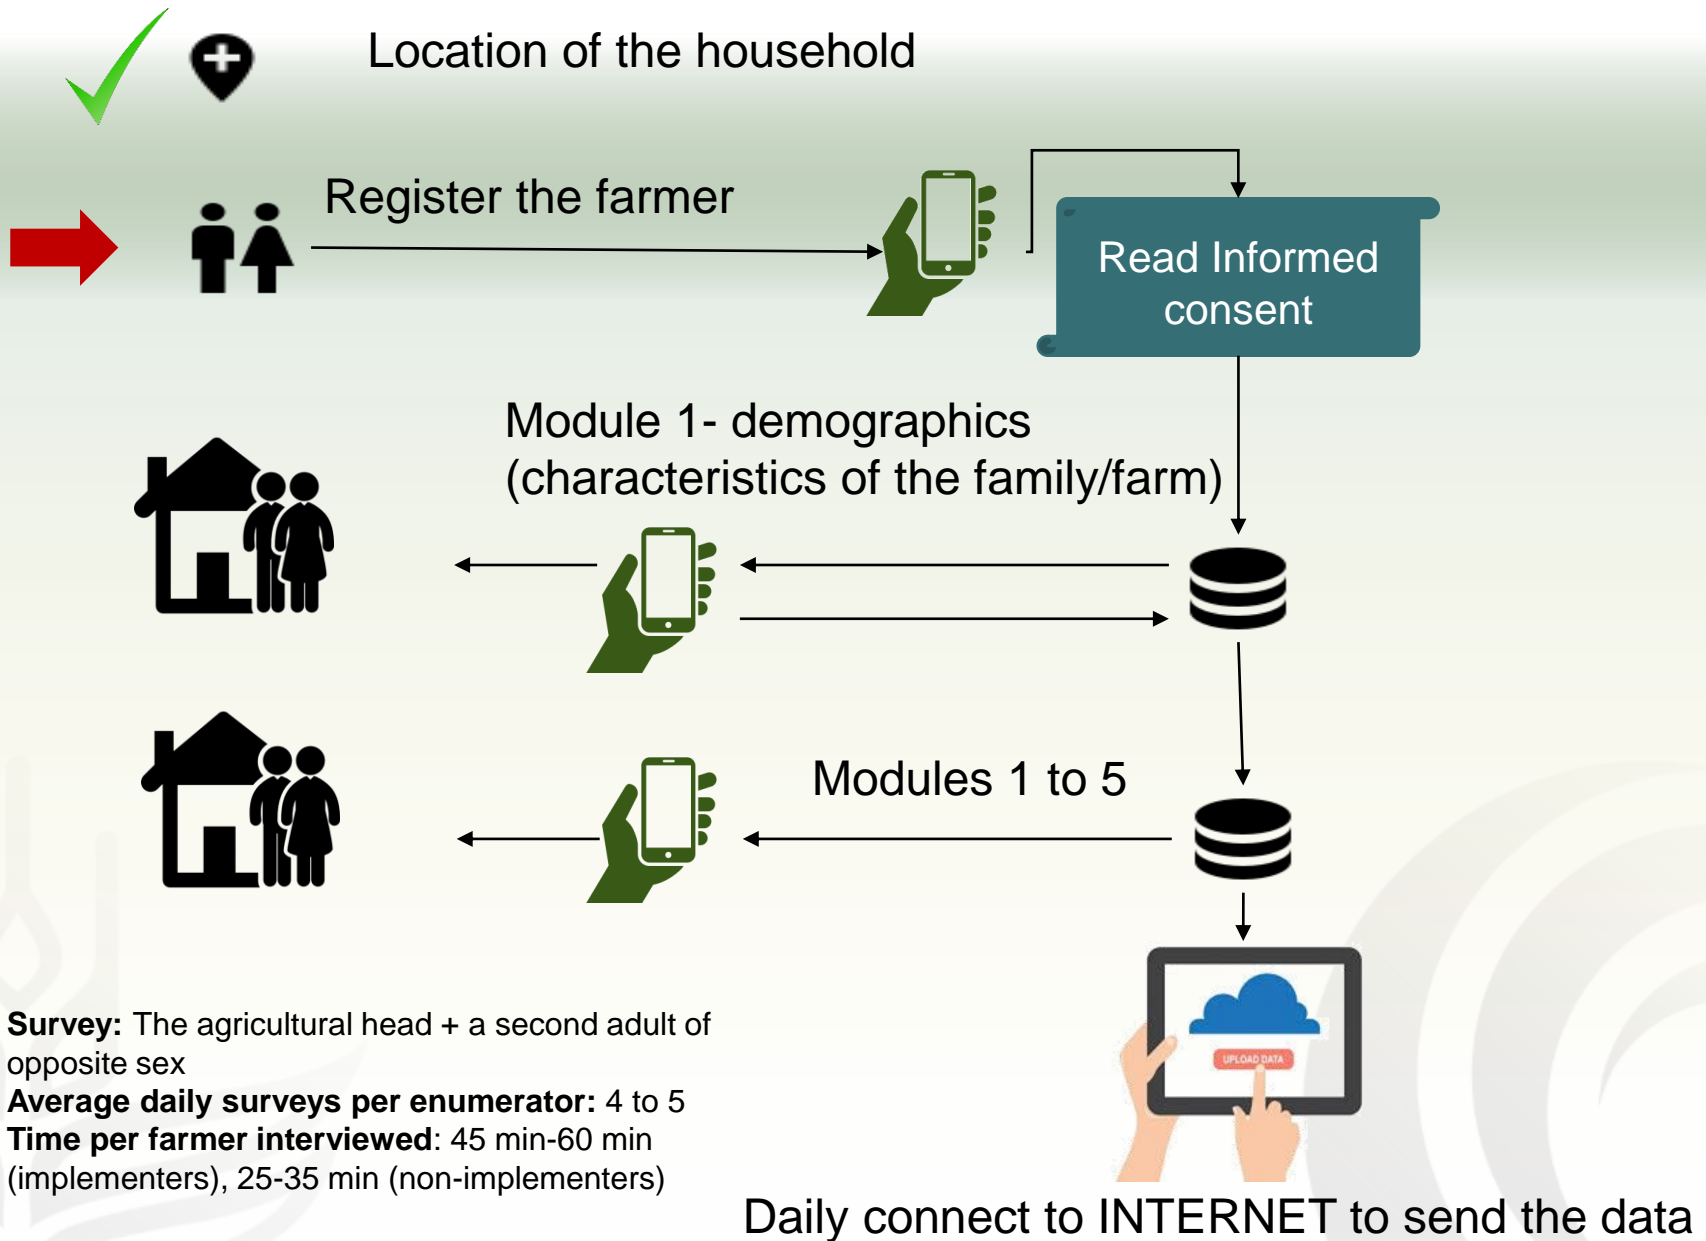 Location of the household
Register the farmer
Read Informed
consent
Module 1- demographics
(characteristics of the family/farm)
Modules 1 to 5
UPLOAD DATA
Survey: The agricultural head + a second adult of
opposite sex
Average daily surveys per enumerator: 4 to 5
Time per farmer interviewed: 45 min-60 min
(implementers), 25-35 min (non-implementers)
Daily connect to INTERNET to send the data